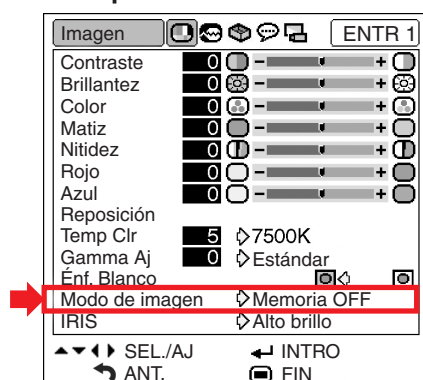 Imagen ENTR 1
Contraste 0 - +
Brillantez 0 - +
Color 0 - +
Matiz 0 - +
Nitidez 0 - +
Rojo 0 - +
Azul 0 - +
Reposición
Temp Clr 5 7500K
Gamma Aj 0 Estándar
Énf. Blanco
Modo de imagen Memoria OFF
IRIS Alto brillo
SEL./AJ INTRO
ANT. FIN